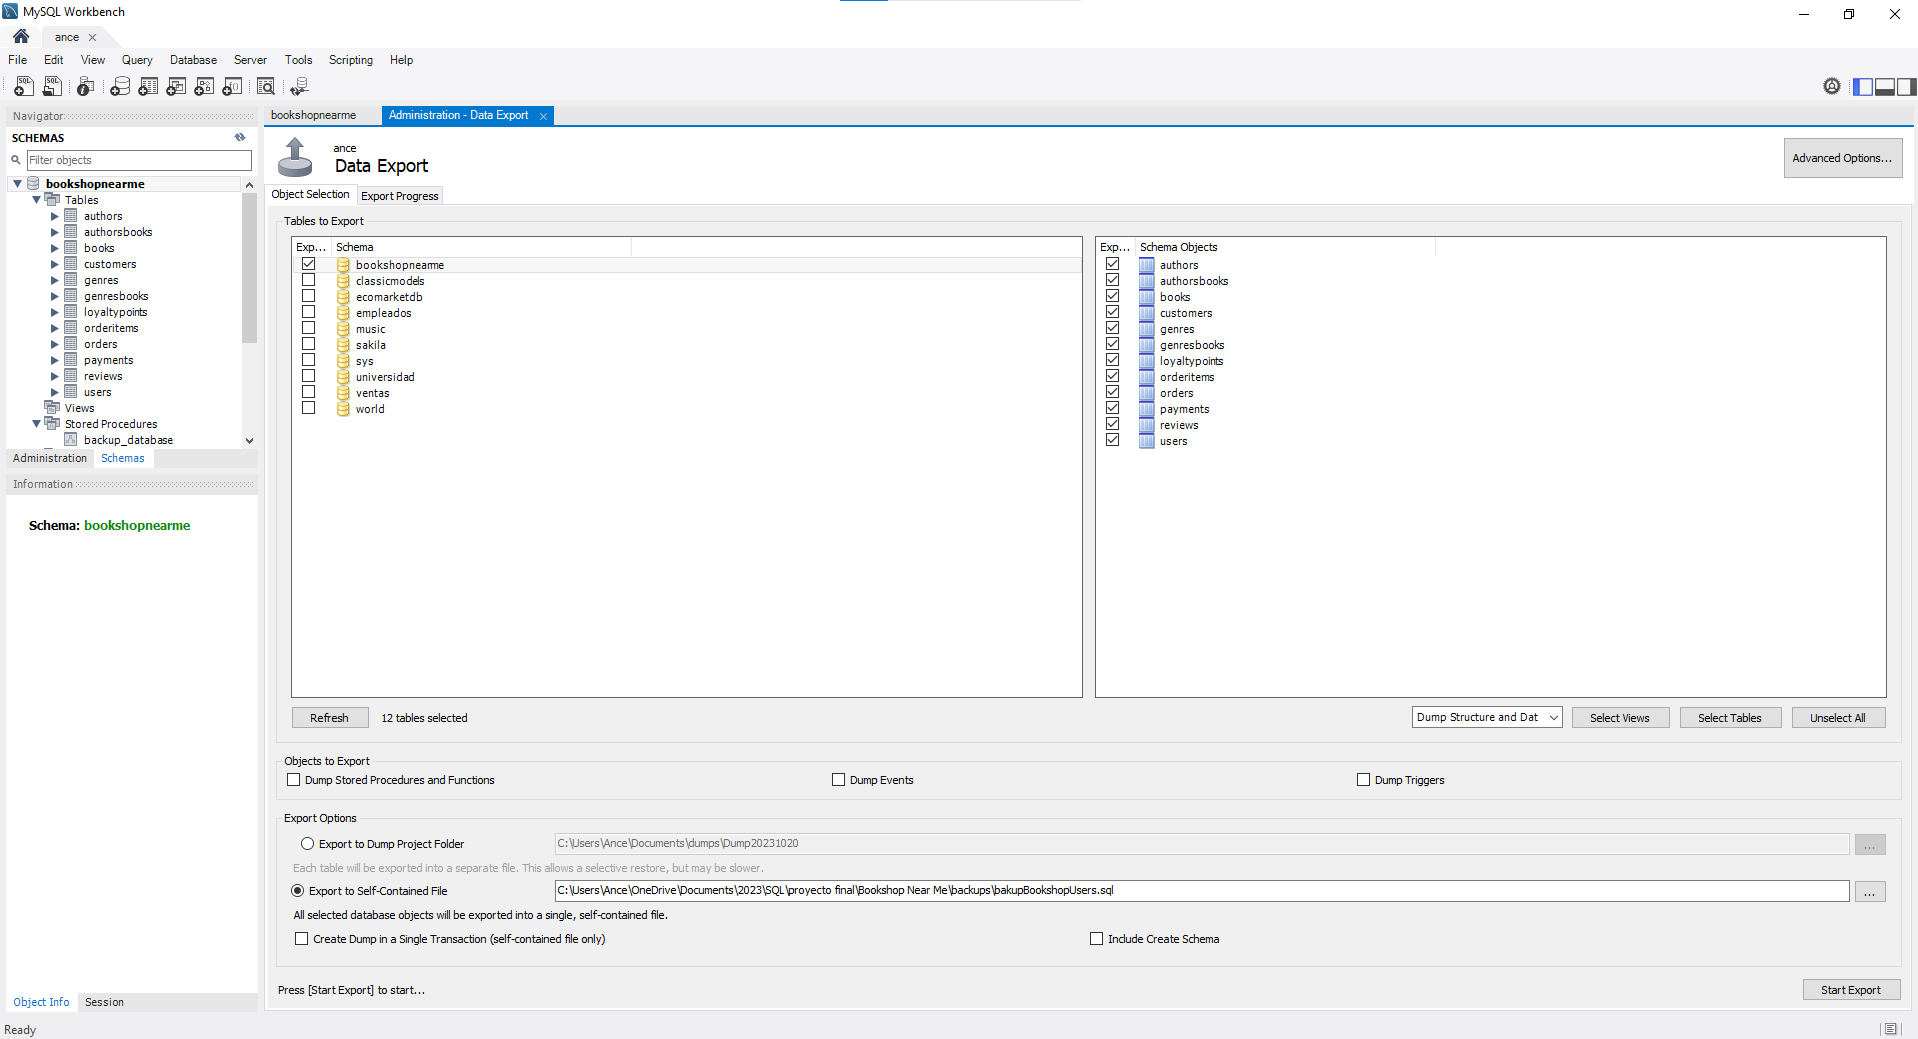 MySQL Workbench
ance
File Edit View Query Database Server Tools Scripting Help
Navigator
SCHEMAS
Filter objects
bookshopnearme
Tables
authors
authorsbooks
books
customers
genres
genresbooks
loyaltypoints
orderitems
orders
payments
reviews
users
Views
Stored Procedures
backup_database
Administration Schemas
Information
Schema: bookshopnearme
Object Info Session
Ready
bookshopnearme Administration - Data Export
ance
Data Export
Advanced Options...
Object Selection Export Progress
Tables to Export
Exp... Schema
bookshopnearme
classicmodels
ecomarketdb
empleados
music
sakila
sys
universidad
ventas
world
Exp... Schema Objects
authors
authorsbooks
books
customers
genres
genresbooks
loyaltypoints
orderitems
orders
payments
reviews
users
Refresh 12 tables selected Dump Structure and Dat Select Views Select Tables Unselect All
Objects to Export
Dump Stored Procedures and Functions Dump Events Dump Triggers
Export Options
Export to Dump Project Folder C:\Users\Ance\Documents\dumps\Dump20231020 ...
Each table will be exported into a separate file. This allows a selective restore, but may be slower.
Export to Self-Contained File C:\Users\Ance\OneDrive\Documents\2023\SQL\proyecto final\Bookshop Near Me\backups\bakupBookshopUsers.sql ...
All selected database objects will be exported into a single, self-contained file.
Create Dump in a Single Transaction (self-contained file only) Include Create Schema
Press [Start Export] to start... Start Export